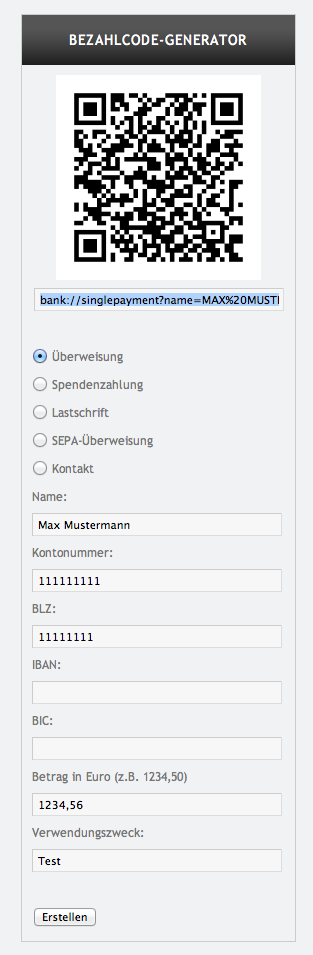 BEZAHLCODE-GENERATOR
bank://singlepayment?name=MAX%20MUSTE
Überweisung
Spendenzahlung
Lastschrift
SEPA-Überweisung
Kontakt
Name:
Max Mustermann
Kontonummer:
111111111
BLZ:
11111111
IBAN:
BIC:
Betrag in Euro (z.B. 1234,50)
1234,56
Verwendungszweck:
Test
Erstellen